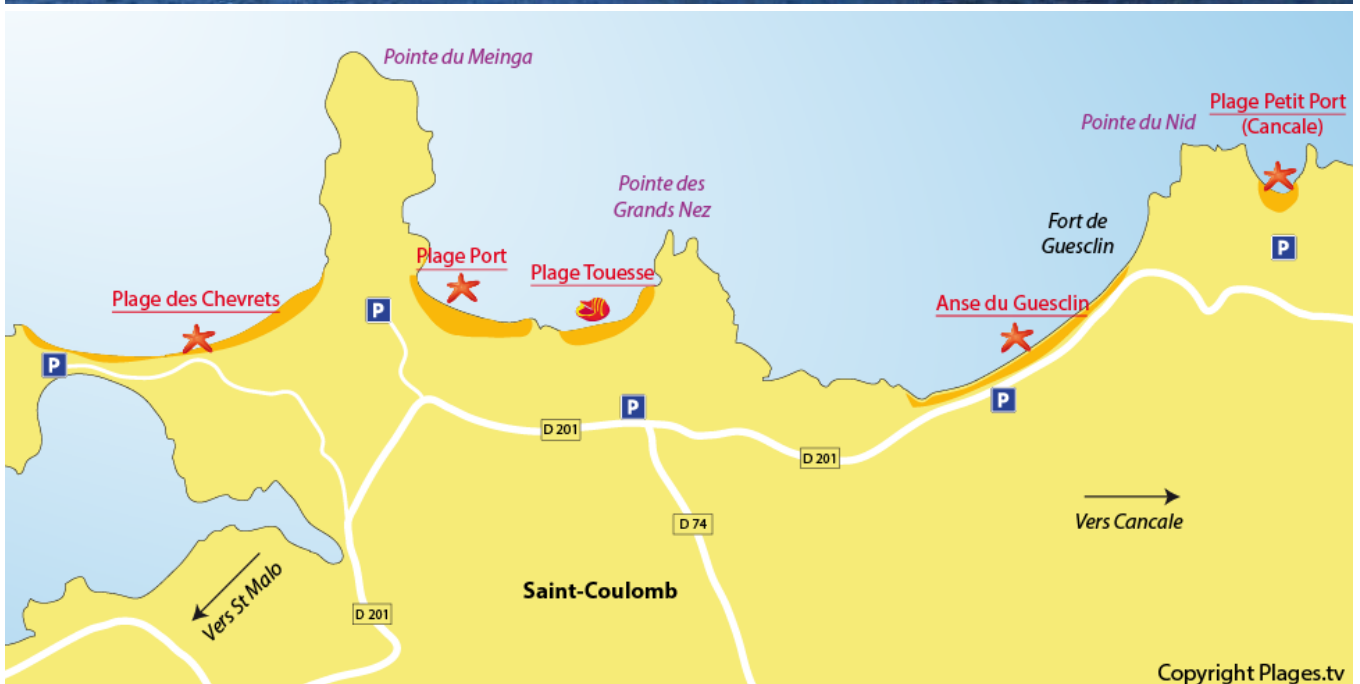 Pointe du Meinga
Plage Petit Port
(Cancale)
Pointe du Nid
Pointe des
Grands Nez
Fort de
Guesclin
Plage Port
Plage Touesse
Plage des Chevrets
Anse du Guesclin
P
P
P
P
P
D 201
D 201
D 74
Vers Cancale
Saint-Coulomb
Vers St Malo
D 201
Copyright Plages.tv